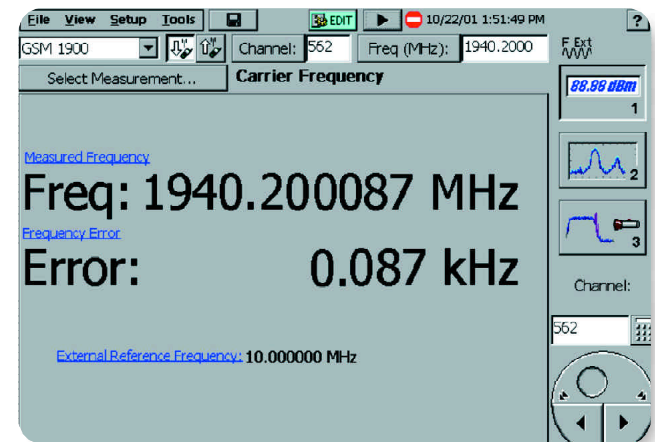 File View Setup Tools EDIT 10/22/01 1:51:49 PM ?
GSM 1900 Channel: 552 Freq (MHz): 1940.2000 F Ext
Select Measurement... Carrier Frequency
88.88 dBm
1
Measured Frequency
Freq: 1940.200087 MHz
2
Frequency Error
Error: 0.087 kHz
3
Channel:
552
External Reference Frequency: 10.000000 MHz